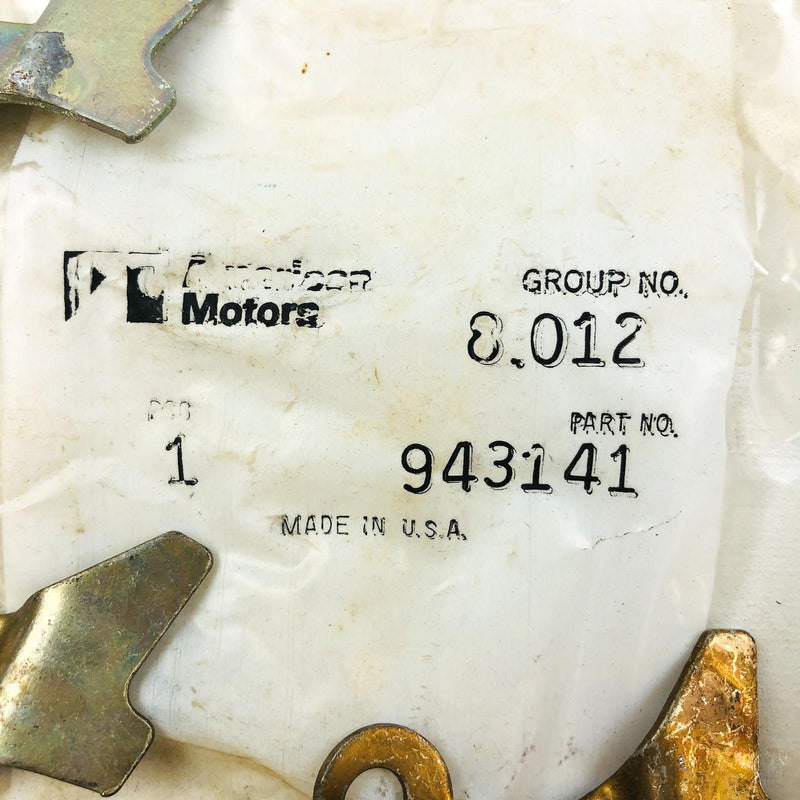 American
Motors
GROUP NO.
8.012
PCS
1
PART NO.
943141
MADE IN U.S.A.